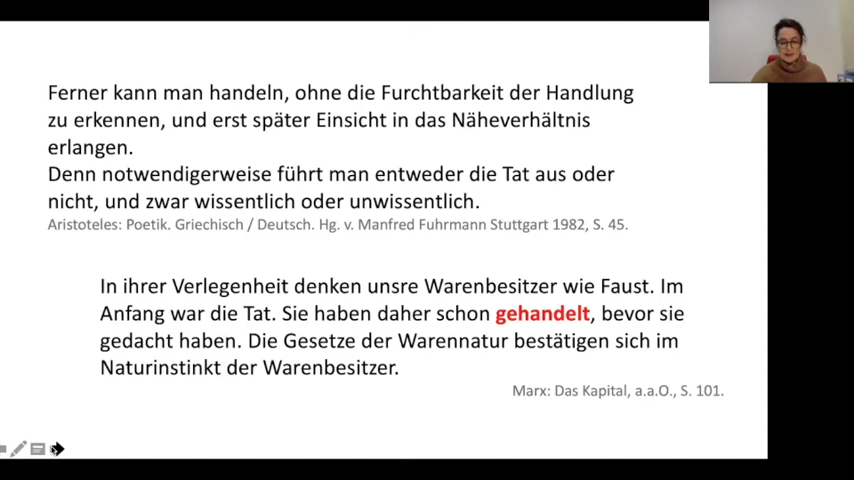 Ferner kann man handeln, ohne die Furchtbarkeit der Handlung
zu erkennen, und erst später Einsicht in das Näheverhältnis
erlangen.
Denn notwendigerweise führt man entweder die Tat aus oder
nicht, und zwar wissentlich oder unwissentlich.
Aristoteles: Poetik. Griechisch / Deutsch. Hg. v. Manfred Fuhrmann Stuttgart 1982, S. 45.
In ihrer Verlegenheit denken unsre Warenbesitzer wie Faust. Im
Anfang war die Tat. Sie haben daher schon gehandelt, bevor sie
gedacht haben. Die Gesetze der Warennatur bestätigen sich im
Naturinstinkt der Warenbesitzer.
Marx: Das Kapital, a.a.O., S. 101.